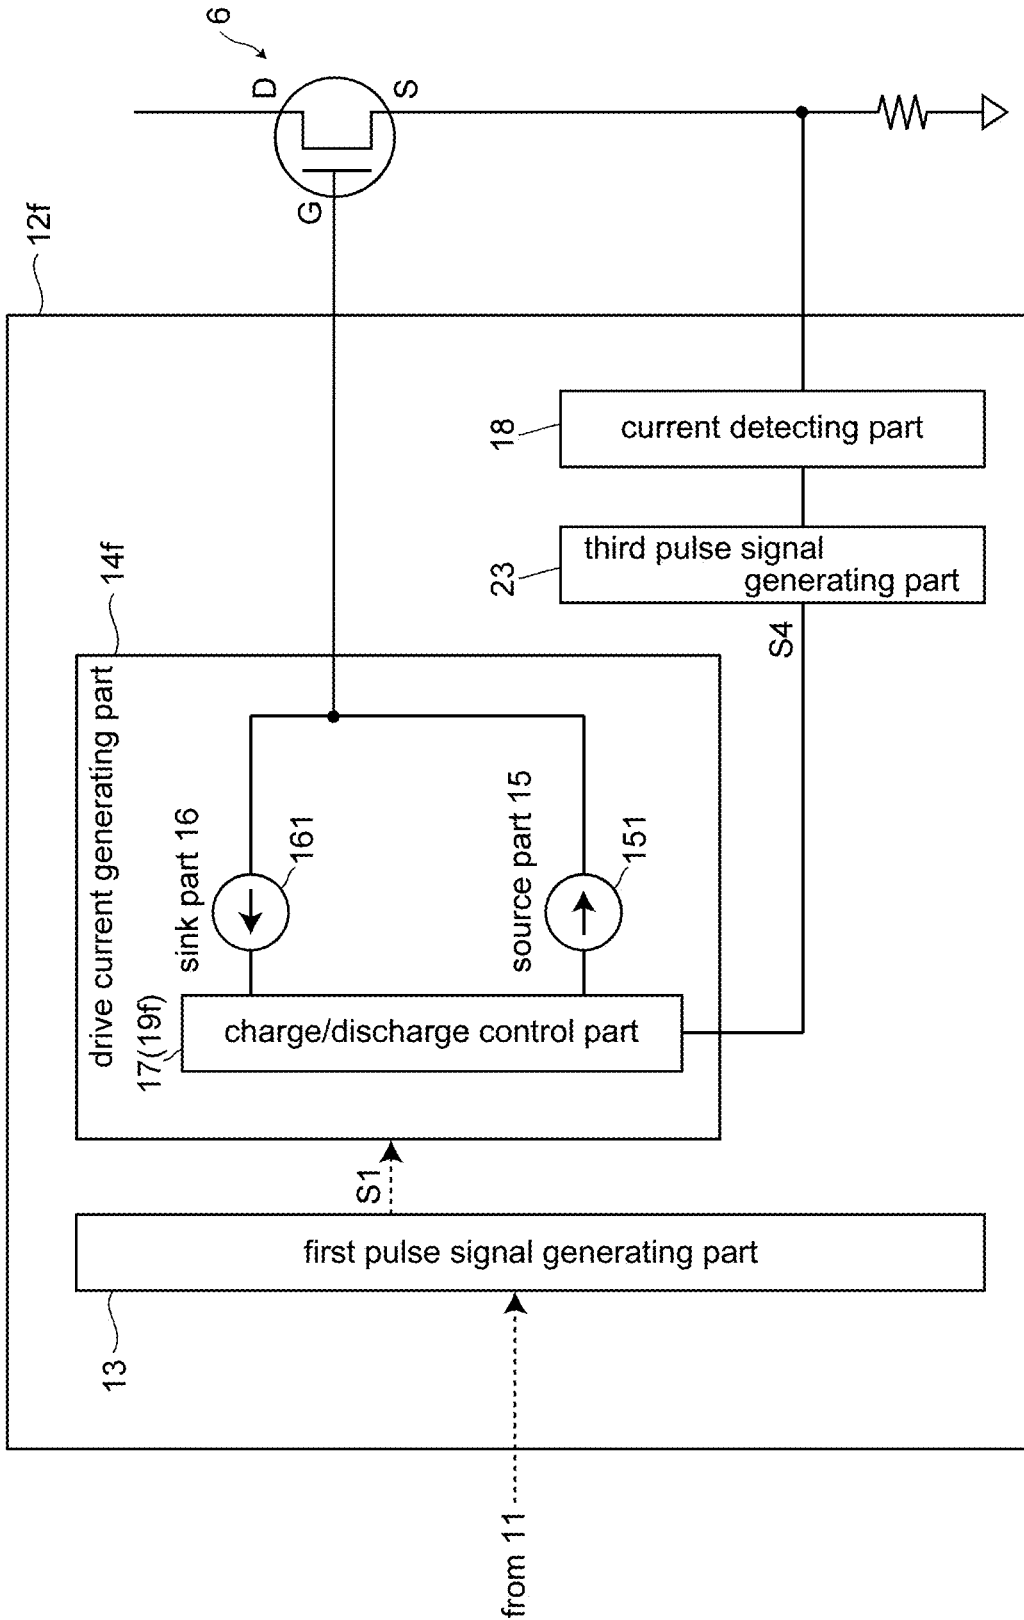 12f
6
D
G
S
14f
drive current generating part
sink part 16
161
source part 15
151
17(19f)
charge/discharge control part
18
current detecting part
23
third pulse signal
generating part
S4
S1
13
first pulse signal generating part
from 11